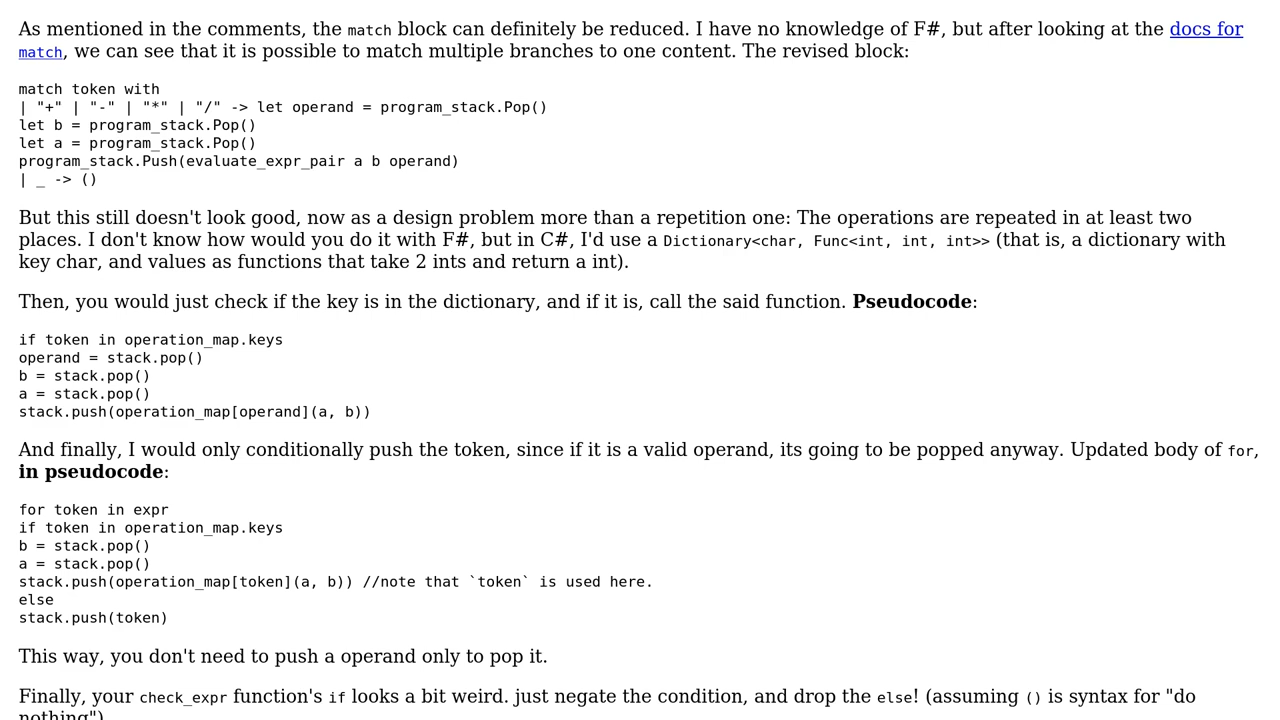 As mentioned in the comments, the match block can definitely be reduced. I have no knowledge of F#, but after looking at the docs for
match, we can see that it is possible to match multiple branches to one content. The revised block:
match token with
| "+" | "-" | "*" | "/" -> let operand = program_stack.Pop()
let b = program_stack.Pop()
let a = program_stack.Pop()
program_stack.Push(evaluate_expr_pair a b operand)
| _ -> ()
But this still doesn't look good, now as a design problem more than a repetition one: The operations are repeated in at least two
places. I don't know how would you do it with F#, but in C#, I'd use a Dictionary<char, Func<int, int, int>> (that is, a dictionary with
key char, and values as functions that take 2 ints and return a int).
Then, you would just check if the key is in the dictionary, and if it is, call the said function. Pseudocode:
if token in operation_map.keys
operand = stack.pop()
b = stack.pop()
a = stack.pop()
stack.push(operation_map[operand](a, b))
And finally, I would only conditionally push the token, since if it is a valid operand, its going to be popped anyway. Updated body of for,
in pseudocode:
for token in expr
if token in operation_map.keys
b = stack.pop()
a = stack.pop()
stack.push(operation_map[token](a, b)) //note that `token` is used here.
else
stack.push(token)
This way, you don't need to push a operand only to pop it.
Finally, your check_expr function's if looks a bit weird. just negate the condition, and drop the else! (assuming () is syntax for "do
nothing")